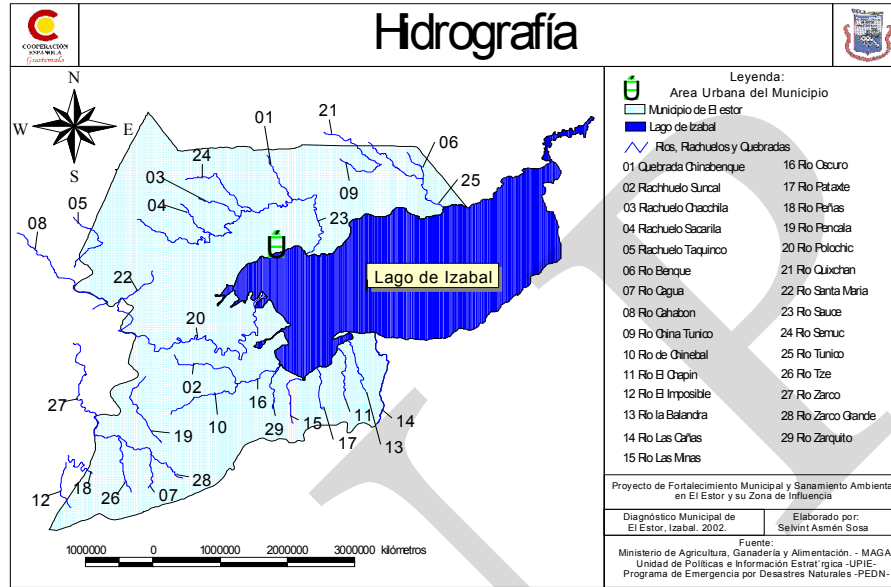 COOPERACIÓN
ESPAÑOLA
Guatemala
Hidrografía
N
W E
S
01
21
06
24
03
09
25
04
05
23
08
22
Lago de Izabal
20
02
16
27
10
29
15
11
14
19
17
13
28
18
12
26
07
1000000 0 1000000 2000000 3000000 kilómetros
Leyenda:
Area Urbana del Municipio
Municipio de El estor
Lago de Izabal
Rios, Riachuelos y Quebradas
01 Quebrada Chinabenque
02 Riachhuelo Suncal
03 Riachuelo Chacchila
04 Riachuelo Sacarila
05 Riachuelo Taquinco
06 Rio Benque
07 Rio Cagua
08 Rio Cahabon
09 Rio China Tunico
10 Rio de Chinebal
11 Rio El Chapin
12 Rio El Imposible
13 Rio la Balandra
14 Rio Las Cañas
15 Rio Las Minas
16 Rio Oscuro
17 Rio Pataxte
18 Rio Peñas
19 Rio Pencala
20 Rio Polochic
21 Rio Quixchan
22 Rio Santa Maria
23 Rio Sauce
24 Rio Semuc
25 Rio Tunico
26 Rio Tze
27 Rio Zarco
28 Rio Zarco Grande
29 Rio Zarquito
Proyecto de Fortalecimiento Municipal y Sanamiento Ambienta
en El Estor y su Zona de Influencia
Diagnóstico Municipal de
El Estor, Izabal. 2002.
Elaborado por:
Selvint Asmén Sosa
Fuente:
Ministerio de Agricultura, Ganadería y Alimentación. - MAGA
Unidad de Políticas e Información Estrat´rgica -UPIE-
Programa de Emergencia por Desastres Naturales -PEDN-